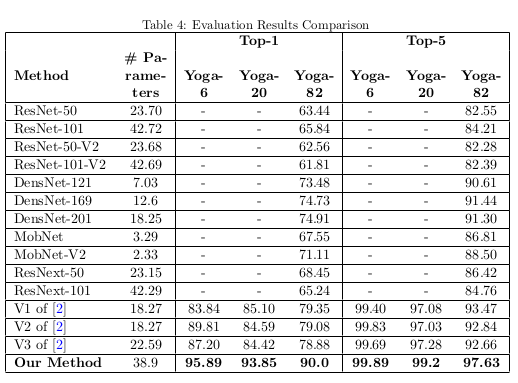 Table 4: Evaluation Results Comparison
Top-1 Top-5
Method # Pa-rame-ters Yoga-6 Yoga-20 Yoga-82 Yoga-6 Yoga-20 Yoga-82
ResNet-50 23.70 - - 63.44 - - 82.55
ResNet-101 42.72 - - 65.84 - - 84.21
ResNet-50-V2 23.68 - - 62.56 - - 82.28
ResNet-101-V2 42.69 - - 61.81 - - 82.39
DensNet-121 7.03 - - 73.48 - - 90.61
DensNet-169 12.6 - - 74.73 - - 91.44
DensNet-201 18.25 - - 74.91 - - 91.30
MobNet 3.29 - - 67.55 - - 86.81
MobNet-V2 2.33 - - 71.11 - - 88.50
ResNext-50 23.15 - - 68.45 - - 86.42
ResNext-101 42.29 - - 65.24 - - 84.76
V1 of [2] 18.27 83.84 85.10 79.35 99.40 97.08 93.47
V2 of [2] 18.27 89.81 84.59 79.08 99.83 97.03 92.84
V3 of [2] 22.59 87.20 84.42 78.88 99.69 97.28 92.66
Our Method 38.9 95.89 93.85 90.0 99.89 99.2 97.63